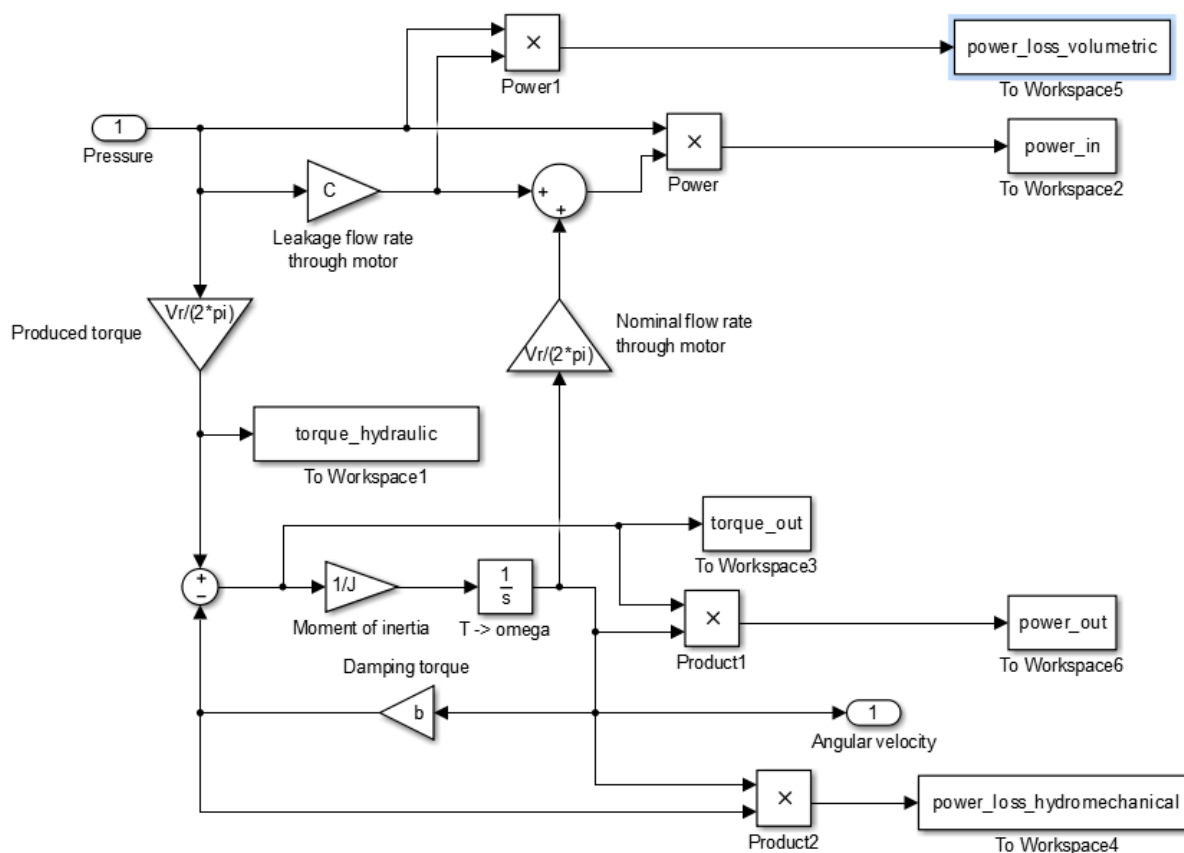 ×
power_loss_volumetric
Power1
To Workspace5
1
Pressure
×
power_in
Power
To Workspace2
C
+
+
Leakage flow rate
through motor
Vr/(2*pi)
Produced torque
Nominal flow rate
through motor
Vr/(2*pi)
torque_hydraulic
To Workspace1
torque_out
To Workspace3
+
−
1/J
1
s
Moment of inertia
T -> omega
×
power_out
Product1
To Workspace6
Damping torque
b
1
Angular velocity
×
power_loss_hydromechanical
Product2
To Workspace4